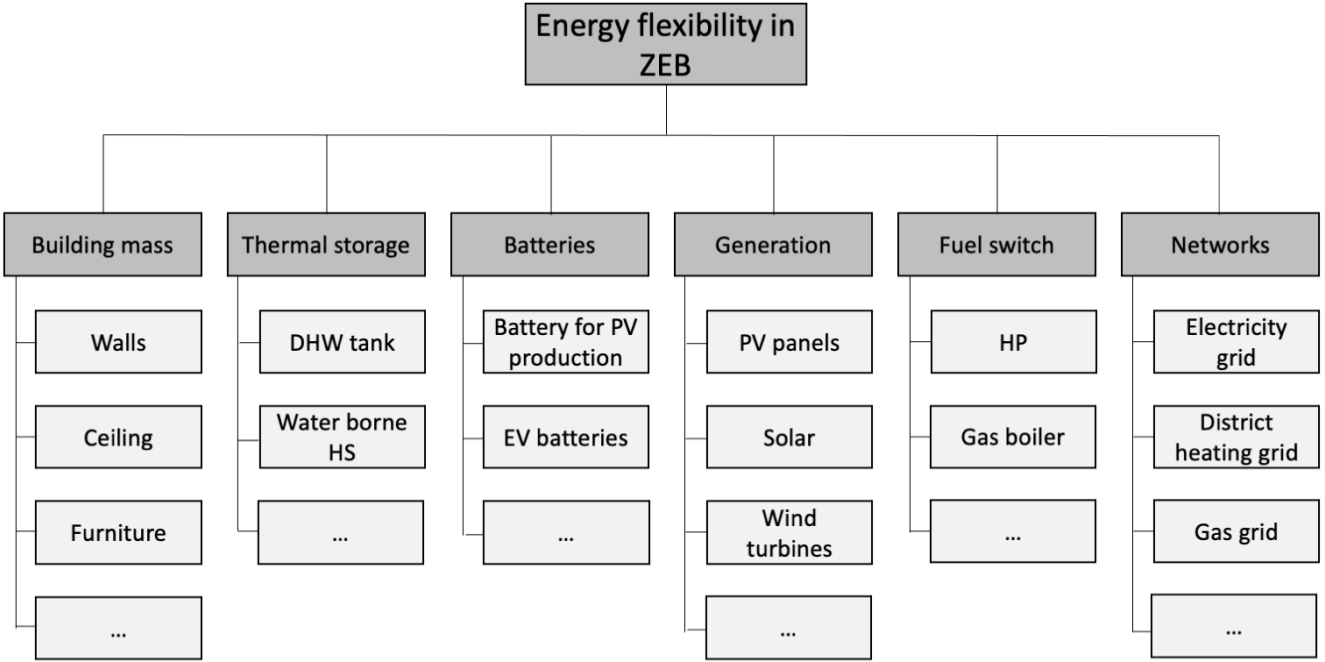 Energy flexibility in
ZEB
Building mass
Walls
Ceiling
Furniture
...
Thermal storage
DHW tank
Water borne
HS
...
Batteries
Battery for PV
production
EV batteries
...
Generation
PV panels
Solar
Wind
turbines
...
Fuel switch
HP
Gas boiler
...
Networks
Electricity
grid
District
heating grid
Gas grid
...